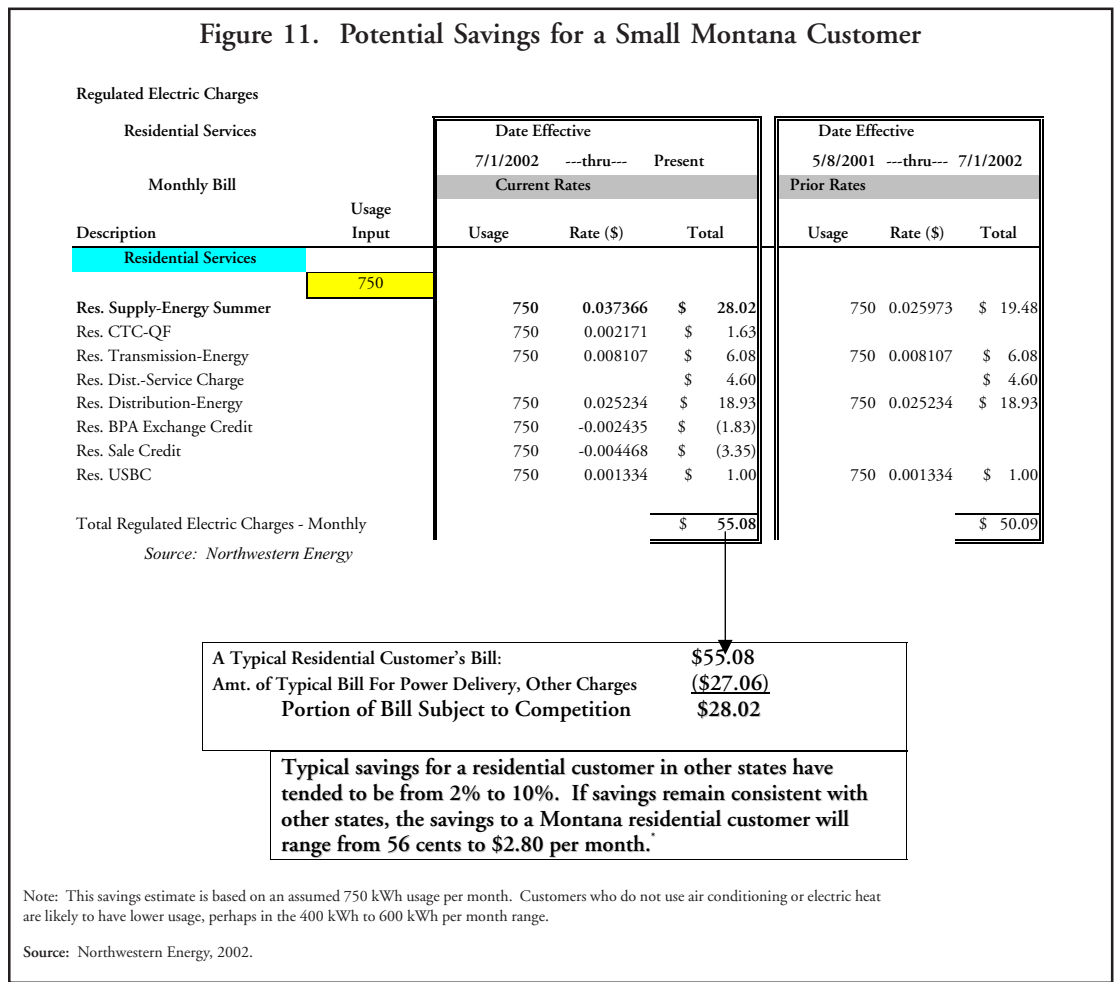 Figure 11. Potential Savings for a Small Montana Customer
Regulated Electric Charges
Residential Services Date Effective Date Effective
7/1/2002 ---thru--- Present 5/8/2001 ---thru--- 7/1/2002
Monthly Bill Current Rates Prior Rates
Usage
Description Input Usage Rate ($) Total Usage Rate ($) Total
Residential Services
750
Res. Supply-Energy Summer 750 0.037366 $ 28.02 750 0.025973 $ 19.48
Res. CTC-QF 750 0.002171 $ 1.63
Res. Transmission-Energy 750 0.008107 $ 6.08 750 0.008107 $ 6.08
Res. Dist.-Service Charge $ 4.60 $ 4.60
Res. Distribution-Energy 750 0.025234 $ 18.93 750 0.025234 $ 18.93
Res. BPA Exchange Credit 750 -0.002435 $ (1.83)
Res. Sale Credit 750 -0.004468 $ (3.35)
Res. USBC 750 0.001334 $ 1.00 750 0.001334 $ 1.00
Total Regulated Electric Charges - Monthly $ 55.08 $ 50.09
Source: Northwestern Energy
A Typical Residential Customer's Bill: $55.08
Amt. of Typical Bill For Power Delivery, Other Charges ($27.06)
Portion of Bill Subject to Competition $28.02
Typical savings for a residential customer in other states have
tended to be from 2% to 10%. If savings remain consistent with
other states, the savings to a Montana residential customer will
range from 56 cents to $2.80 per month.*
Note: This savings estimate is based on an assumed 750 kWh usage per month. Customers who do not use air conditioning or electric heat
are likely to have lower usage, perhaps in the 400 kWh to 600 kWh per month range.
Source: Northwestern Energy, 2002.